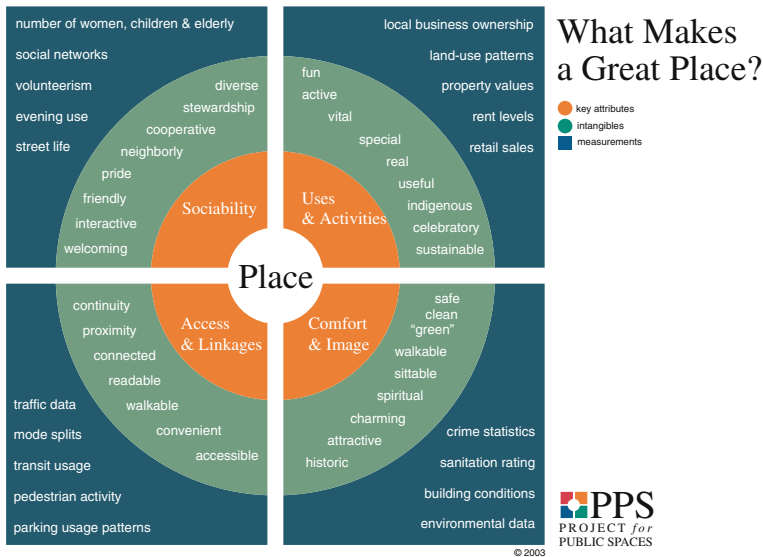 What Makes
a Great Place?
key attributes
intangibles
measurements
number of women, children & elderly
social networks
volunteerism
evening use
street life
diverse
stewardship
cooperative
neighborly
pride
friendly
interactive
welcoming
Sociability
local business ownership
land-use patterns
property values
rent levels
retail sales
fun
active
vital
special
real
useful
indigenous
celebratory
sustainable
Uses
& Activities
Place
continuity
proximity
connected
readable
walkable
convenient
accessible
Access
& Linkages
traffic data
mode splits
transit usage
pedestrian activity
parking usage patterns
Comfort
& Image
safe
clean
“green”
walkable
sittable
spiritual
charming
attractive
historic
crime statistics
sanitation rating
building conditions
environmental data
© 2003
PPS
PROJECT for
PUBLIC SPACES